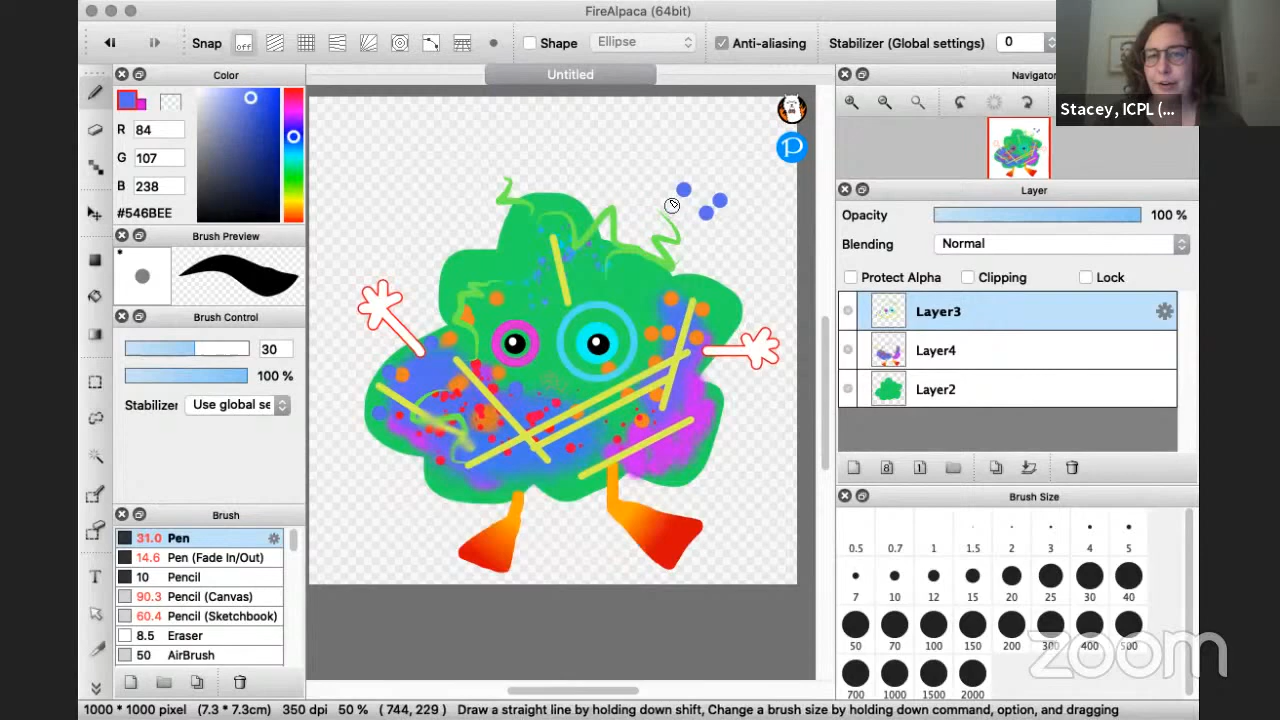 FireAlpaca (64bit)
Snap off Shape Ellipse Anti-aliasing Stabilizer (Global settings) 0
Color
Untitled
Navigator
Stacey, ICPL (...
R 84
G 107
B 238
#546BEE
Brush Preview
Brush Control
30
100 %
Stabilizer Use global se
Brush
31.0 Pen
14.6 Pen (Fade In/Out)
10 Pencil
90.3 Pencil (Canvas)
60.4 Pencil (Sketchbook)
8.5 Eraser
50 AirBrush
Layer
Opacity 100 %
Blending Normal
Protect Alpha Clipping Lock
Layer3
Layer4
Layer2
8 1
Brush Size
0.5 0.7 1 1.5 2 3 4 5
7 10 12 15 20 25 30 40
50 70 100 150 200 300 400 500
700 1000 1500 2000
zoom
1000 * 1000 pixel (7.3 * 7.3cm) 350 dpi 50 % ( 744, 229 ) Draw a straight line by holding down shift, Change a brush size by holding down command, option, and dragging